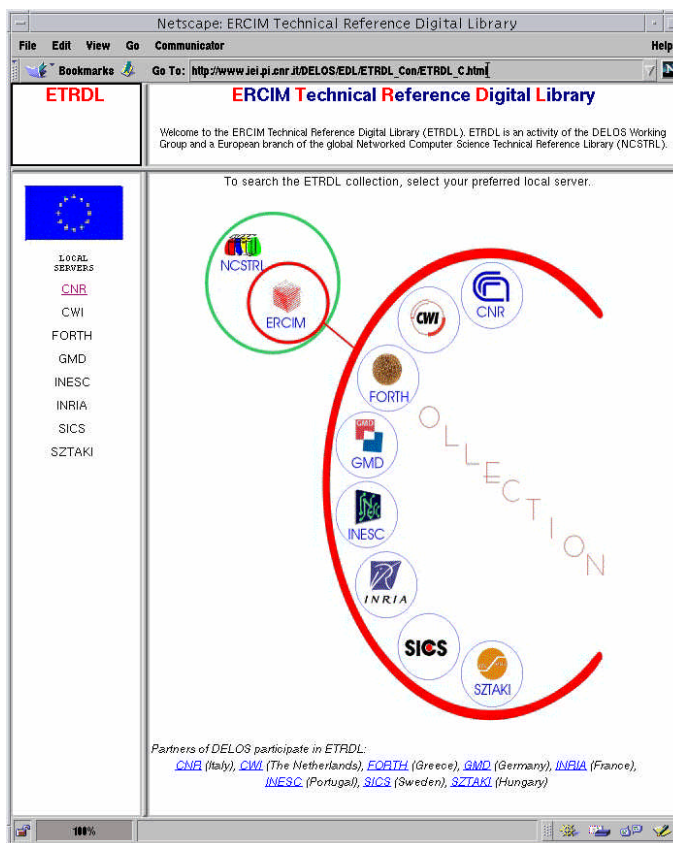 Netscape: ERCIM Technical Reference Digital Library
File Edit View Go Communicator Help
Bookmarks Go To: http://www.iei.pi.cnr.it/DELOS/EDL/ETRDL_Con/ETRDL_C.html N
ETRDL
ERCIM Technical Reference Digital Library
Welcome to the ERCIM Technical Reference Digital Library (ETRDL). ETRDL is an activity of the DELOS Working
Group and a European branch of the global Networked Computer Science Technical Reference Library (NCSTRL).
To search the ETRDL collection, select your preferred local server.
LOCAL
SERVERS
CNR
CWI
FORTH
GMD
INESC
INRIA
SICS
SZTAKI
NCSTRL
ERCIM
CNR
CWI
FORTH
GMD
GMD
INESC
INESC
INRIA
SICS
SZTAKI
OLLECTION
Partners of DELOS participate in ETRDL:
CNR (Italy), CWI (The Netherlands), FORTH (Greece), GMD (Germany), INRIA (France),
INESC (Portugal), SICS (Sweden), SZTAKI (Hungary)
100%